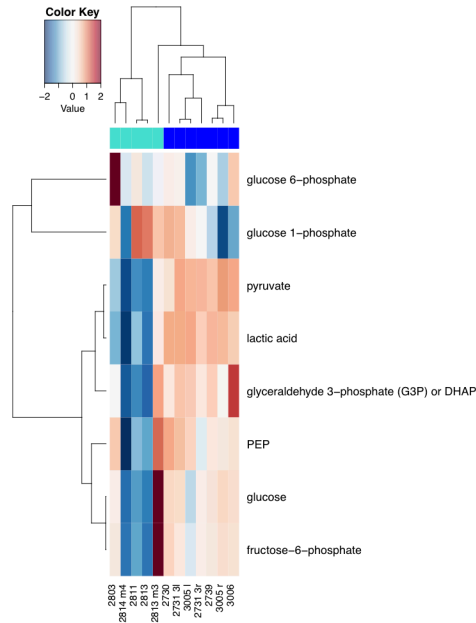 Color Key
−2 0 1 2
Value
glucose 6−phosphate
glucose 1−phosphate
pyruvate
lactic acid
glyceraldehyde 3−phosphate (G3P) or DHAP
PEP
glucose
fructose−6−phosphate
2803
2814 m4
2811
2813
2813 m3
2730
2731 3l
3005 l
2731 3r
2739
3005 r
3006